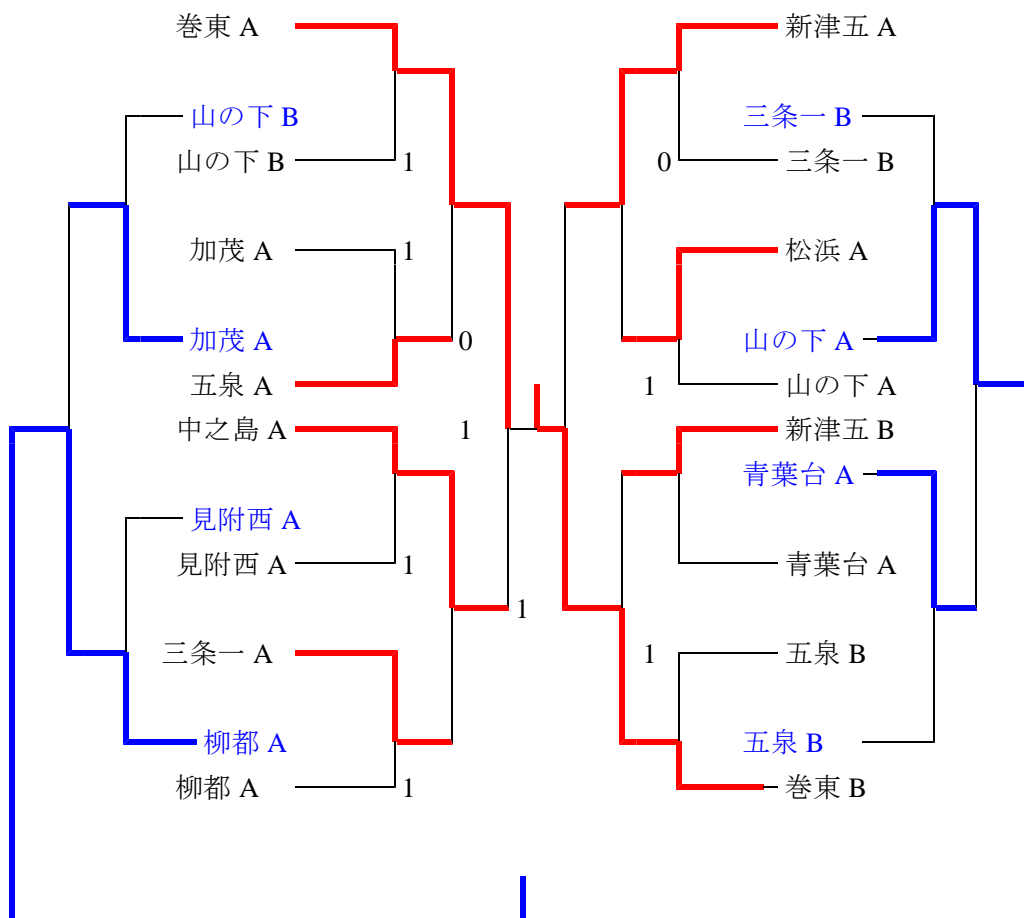 巻東 A
山の下 B
山の下 B
1
加茂 A
1
加茂 A
0
五泉 A
中之島 A
1
見附西 A
見附西 A
1
1
三条一 A
柳都 A
柳都 A
1
新津五 A
三条一 B
0
三条一 B
松浜 A
山の下 A
1
山の下 A
新津五 B
青葉台 A
青葉台 A
1
五泉 B
五泉 B
巻東 B